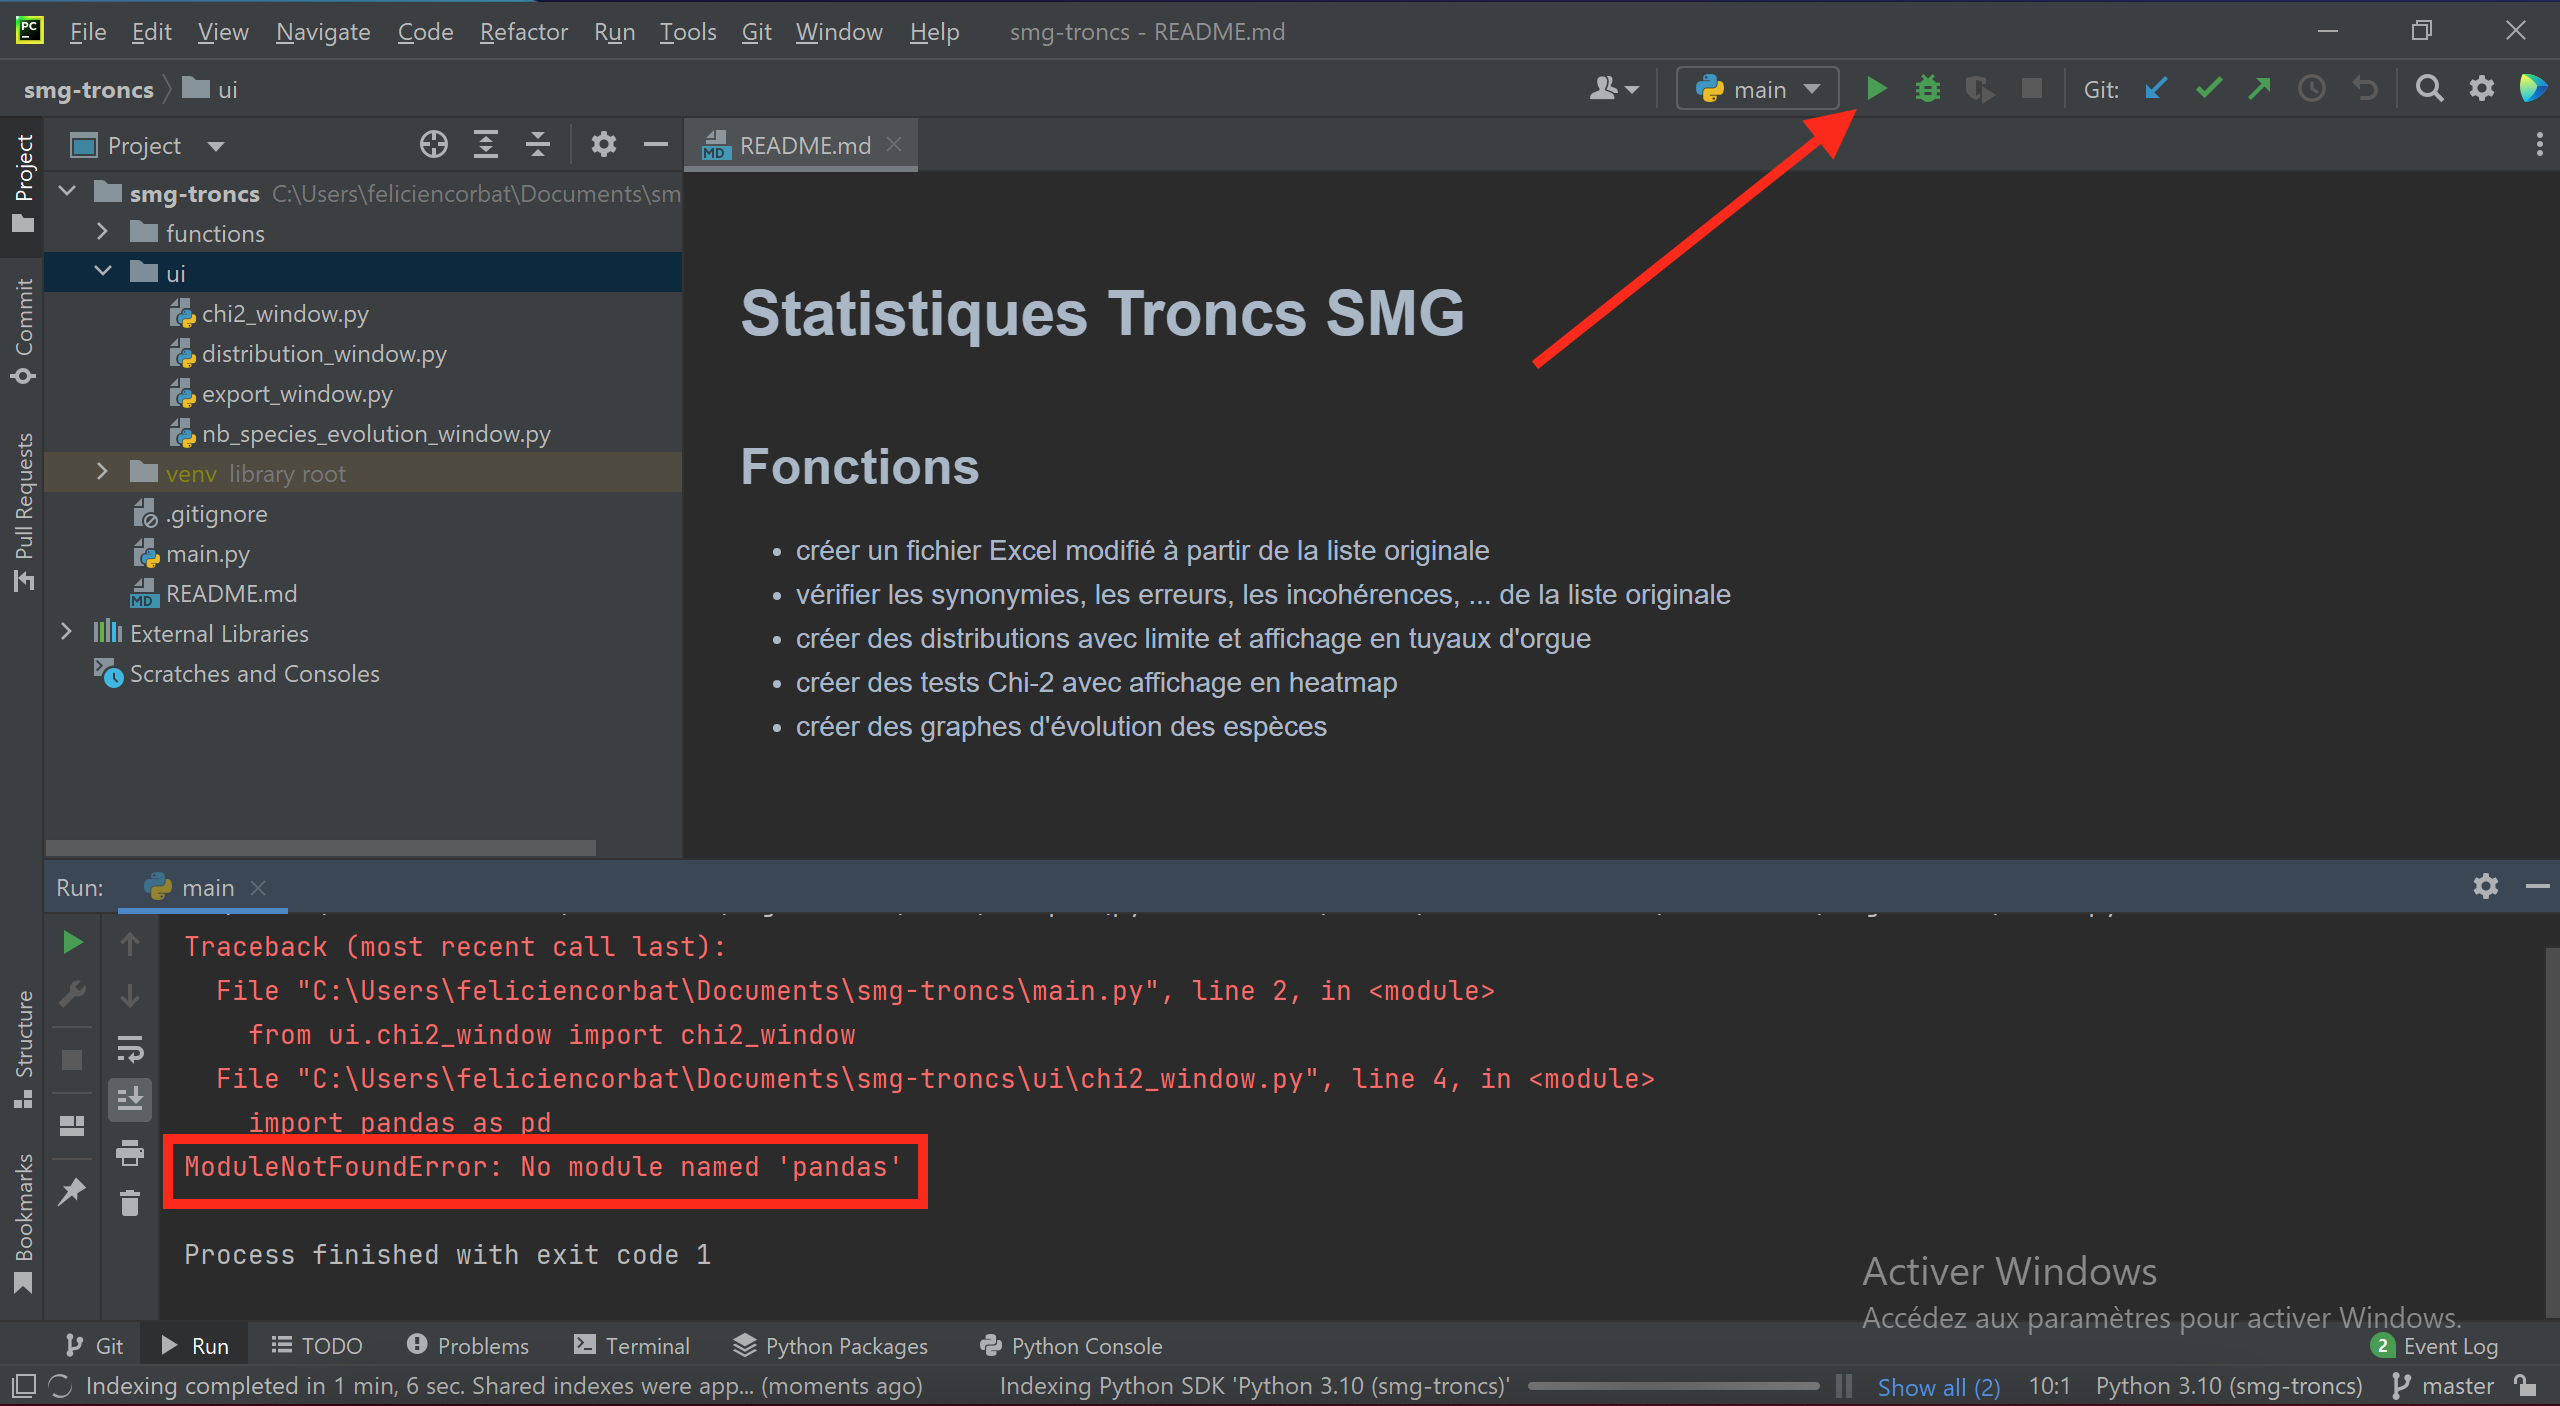 PC
File Edit View Navigate Code Refactor Run Tools Git Window Help smg-troncs - README.md
smg-troncs ui
main
Git:
Project
README.md
smg-troncs C:\Users\feliciencorbat\Documents\sm
functions
ui
chi2_window.py
distribution_window.py
export_window.py
nb_species_evolution_window.py
venv library root
.gitignore
main.py
README.md
External Libraries
Scratches and Consoles
Project
Commit
Pull Requests
Structure
Bookmarks
Statistiques Troncs SMG
Fonctions
• créer un fichier Excel modifié à partir de la liste originale
• vérifier les synonymies, les erreurs, les incohérences, ... de la liste originale
• créer des distributions avec limite et affichage en tuyaux d'orgue
• créer des tests Chi-2 avec affichage en heatmap
• créer des graphes d'évolution des espèces
Run: main
Traceback (most recent call last):
File "C:\Users\feliciencorbat\Documents\smg-troncs\main.py", line 2, in <module>
from ui.chi2_window import chi2_window
File "C:\Users\feliciencorbat\Documents\smg-troncs\ui\chi2_window.py", line 4, in <module>
import pandas as pd
ModuleNotFoundError: No module named 'pandas'
Process finished with exit code 1
Activer Windows
Accédez aux paramètres pour activer Windows.
Git Run TODO Problems Terminal Python Packages Python Console 2 Event Log
Indexing completed in 1 min, 6 sec. Shared indexes were app... (moments ago) Indexing Python SDK 'Python 3.10 (smg-troncs)' Show all (2) 10:1 Python 3.10 (smg-troncs) master